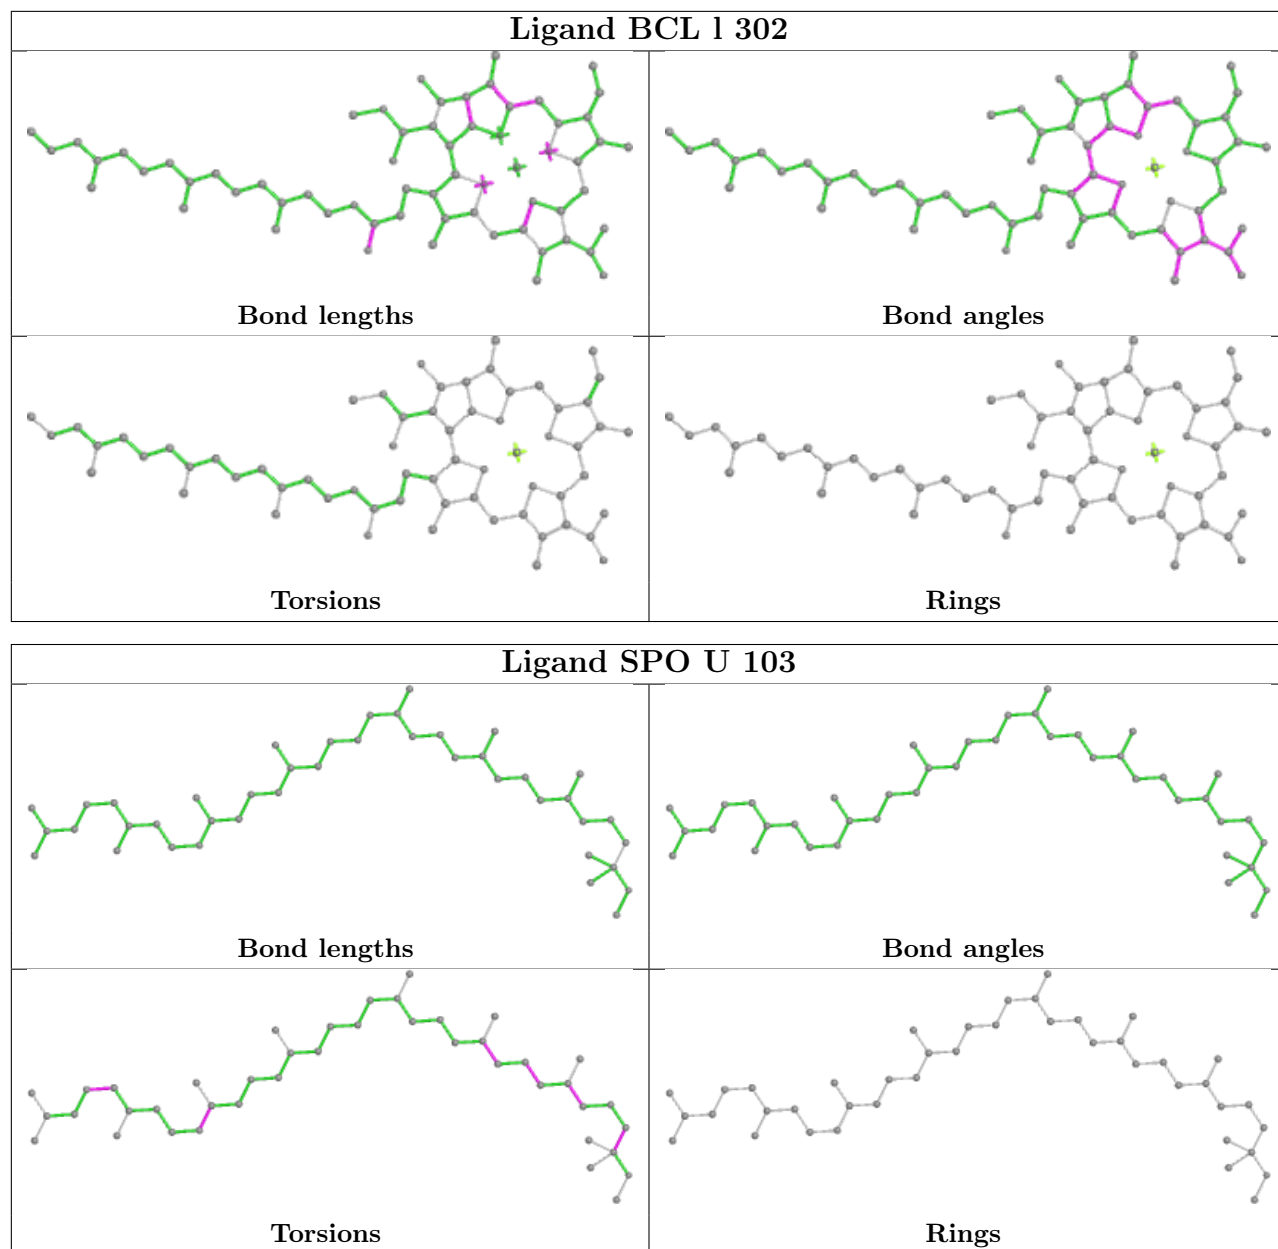 Ligand BCL l 302
Bond lengths
Bond angles
Torsions
Rings
Ligand SPO U 103
Bond lengths
Bond angles
Torsions
Rings